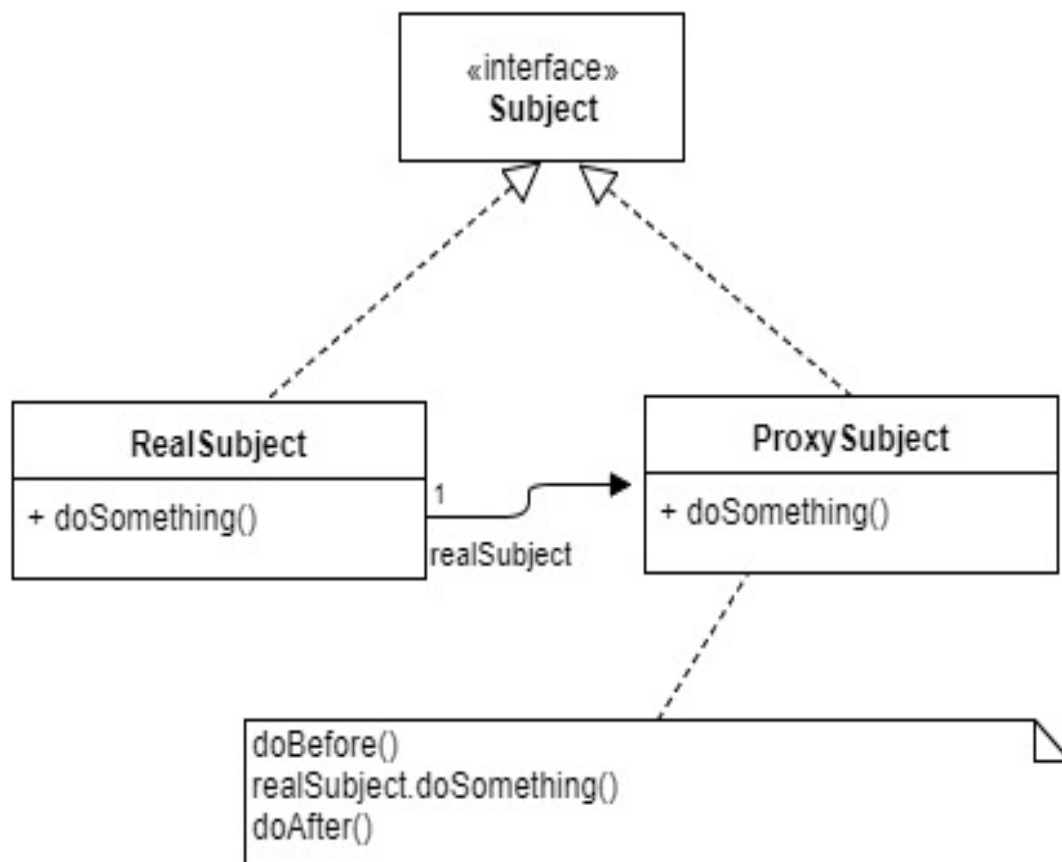 «interface»
Subject
RealSubject
+ doSomething()
1
realSubject
ProxySubject
+ doSomething()
doBefore()
realSubject.doSomething()
doAfter()